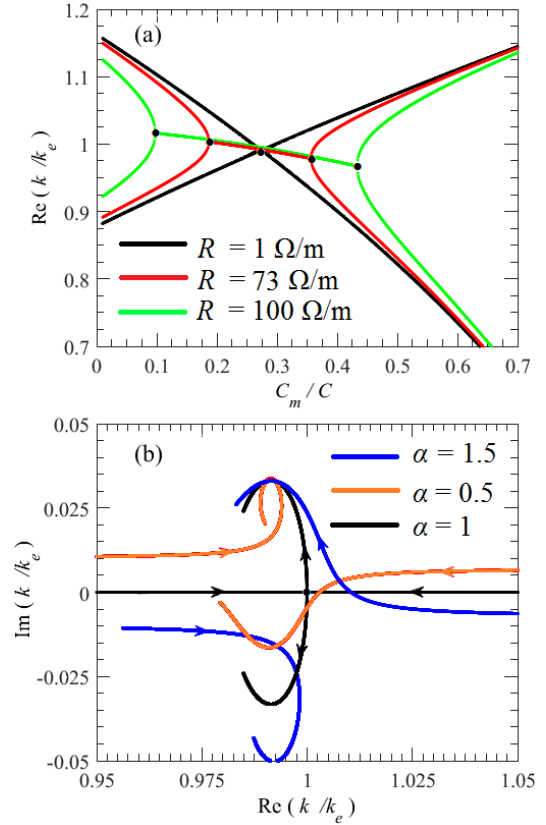 (a)
1.2
1.1
1
0.9
0.8
0.7
Re ( k /k_e )
R = 1 Ω/m
R = 73 Ω/m
R = 100 Ω/m
0 0.1 0.2 0.3 0.4 0.5 0.6 0.7
C_m / C
(b)
0.05
0.025
0
-0.025
-0.05
Im ( k /k_e )
α = 1.5
α = 0.5
α = 1
0.95 0.975 1 1.025 1.05
Re ( k /k_e )